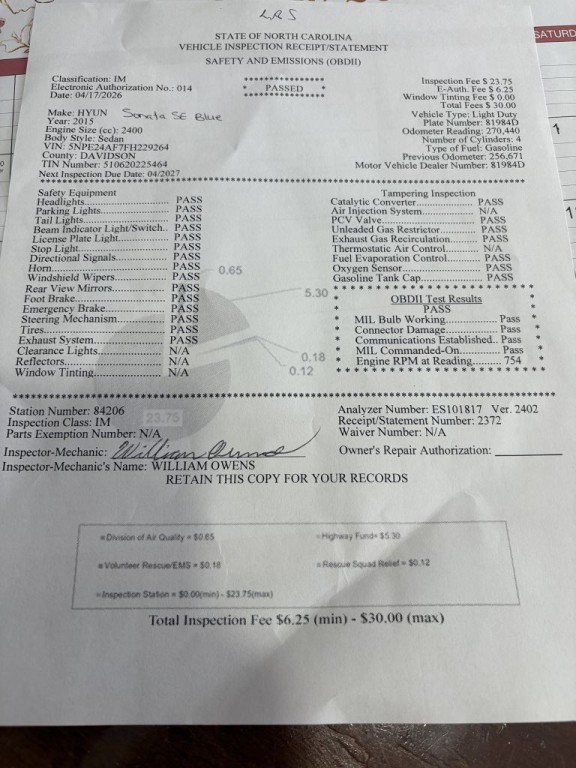 LRS
SATURD
STATE OF NORTH CAROLINA
VEHICLE INSPECTION RECEIPT/STATEMENT
SAFETY AND EMISSIONS (OBDII)
Classification: IM
Electronic Authorization No.: 014
Date: 04/17/2026
****************
* PASSED *
****************
Inspection Fee $ 23.75
E-Auth. Fee $ 6.25
Window Tinting Fee $ 0.00
Total Fees $ 30.00
Make: HYUN Sonata SE Blue
Year: 2015
Engine Size (cc): 2400
Body Style: Sedan
VIN: 5NPE24AF7FH229264
County: DAVIDSON
TIN Number: 510620225464
Next Inspection Due Date: 04/2027
Vehicle Type: Light Duty
Plate Number: 81984D
Odometer Reading: 270,440
Number of Cylinders: 4
Type of Fuel: Gasoline
Previous Odometer: 256,671
Motor Vehicle Dealer Number: 81984D
Safety Equipment
Headlights........................ PASS
Parking Lights.................... PASS
Tail Lights....................... PASS
Beam Indicator Light/Switch.. PASS
License Plate Light............... PASS
Stop Light........................ PASS
Directional Signals............... PASS
Horn.............................. PASS
Windshield Wipers................. PASS
Rear View Mirrors................. PASS
Foot Brake........................ PASS
Emergency Brake................... PASS
Steering Mechanism................ PASS
Tires............................. PASS
Exhaust System.................... PASS
Clearance Lights.................. N/A
Reflectors........................ N/A
Window Tinting.................... N/A
Tampering Inspection
Catalytic Converter............... PASS
Air Injection System.............. N/A
PCV Valve......................... PASS
Unleaded Gas Restrictor........... PASS
Exhaust Gas Recirculation......... PASS
Thermostatic Air Control.......... N/A
Fuel Evaporation Control.......... PASS
Oxygen Sensor..................... PASS
Gasoline Tank Cap................. PASS
OBDII Test Results
PASS
* MIL Bulb Working................ Pass *
* Connector Damage................ Pass *
* Communications Established.. Pass *
* MIL Commanded-On................ Pass *
* Engine RPM at Reading........... 754 *
0.65
5.30
0.18
0.12
23.75
Station Number: 84206
Inspection Class: IM
Parts Exemption Number: N/A
Analyzer Number: ES101817 Ver. 2402
Receipt/Statement Number: 2372
Waiver Number: N/A
Inspector-Mechanic: William Owens
Owner's Repair Authorization: __________
Inspector-Mechanic's Name: WILLIAM OWENS
RETAIN THIS COPY FOR YOUR RECORDS
Division of Air Quality = $0.65
Highway Fund= $5.30
Volunteer Rescue/EMS = $0.18
Rescue Squad Relief = $0.12
Inspection Station = $0.00(min) - $23.75(max)
Total Inspection Fee $6.25 (min) - $30.00 (max)